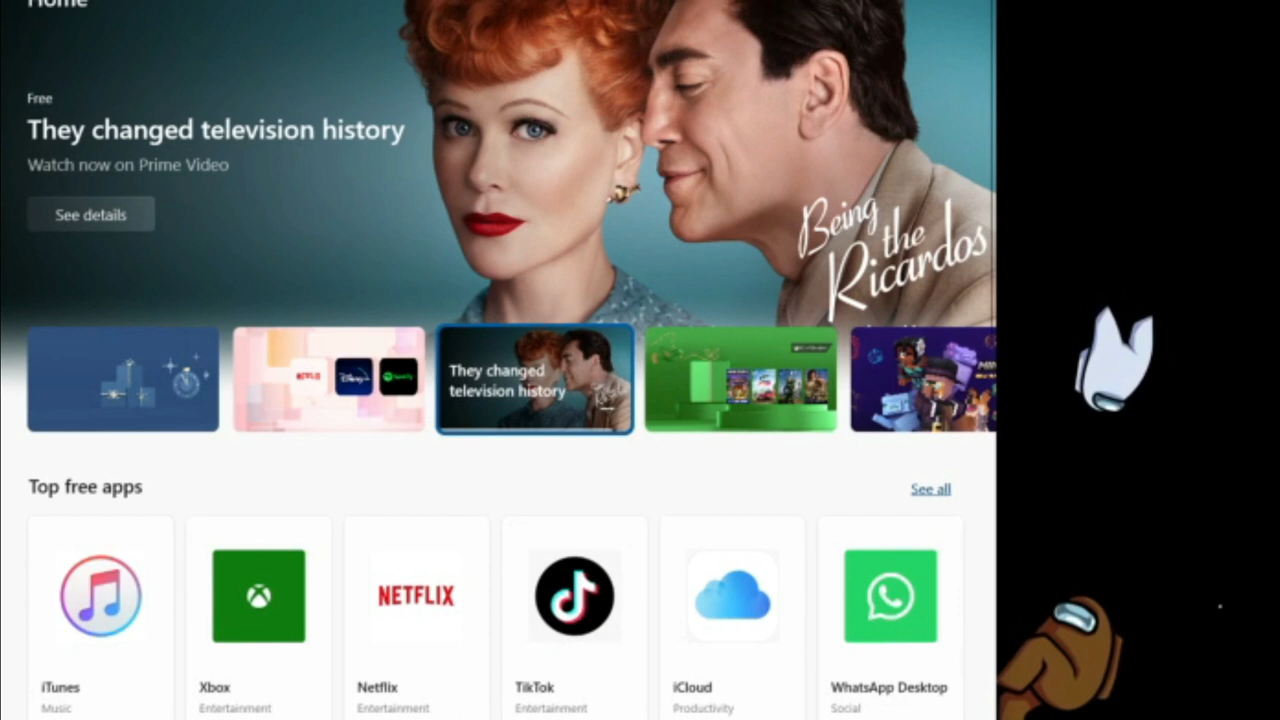 Home
Free
They changed television history
Watch now on Prime Video
See details
Being
the
Ricardos
NETFLIX
Disney+
Spotify
They changed
television history
Top free apps
See all
NETFLIX
iTunes
Xbox
Netflix
TikTok
iCloud
WhatsApp Desktop
Music
Entertainment
Entertainment
Entertainment
Productivity
Social